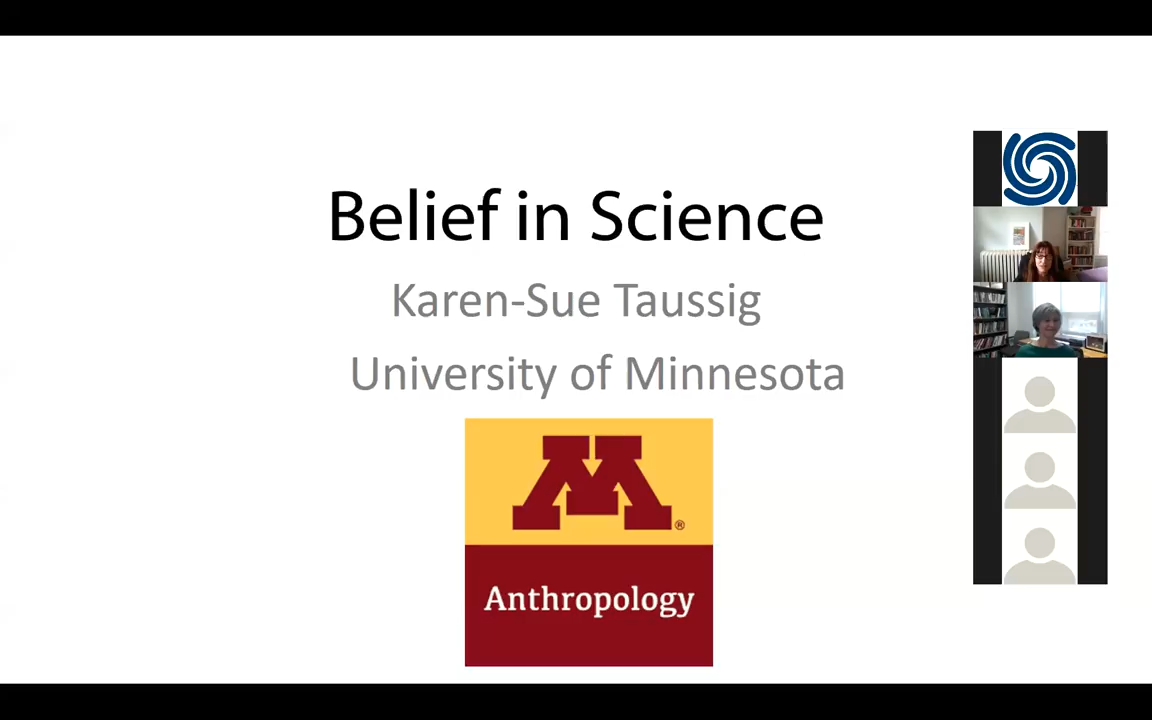 Belief in Science
Karen-Sue Taussig
University of Minnesota
M®
Anthropology